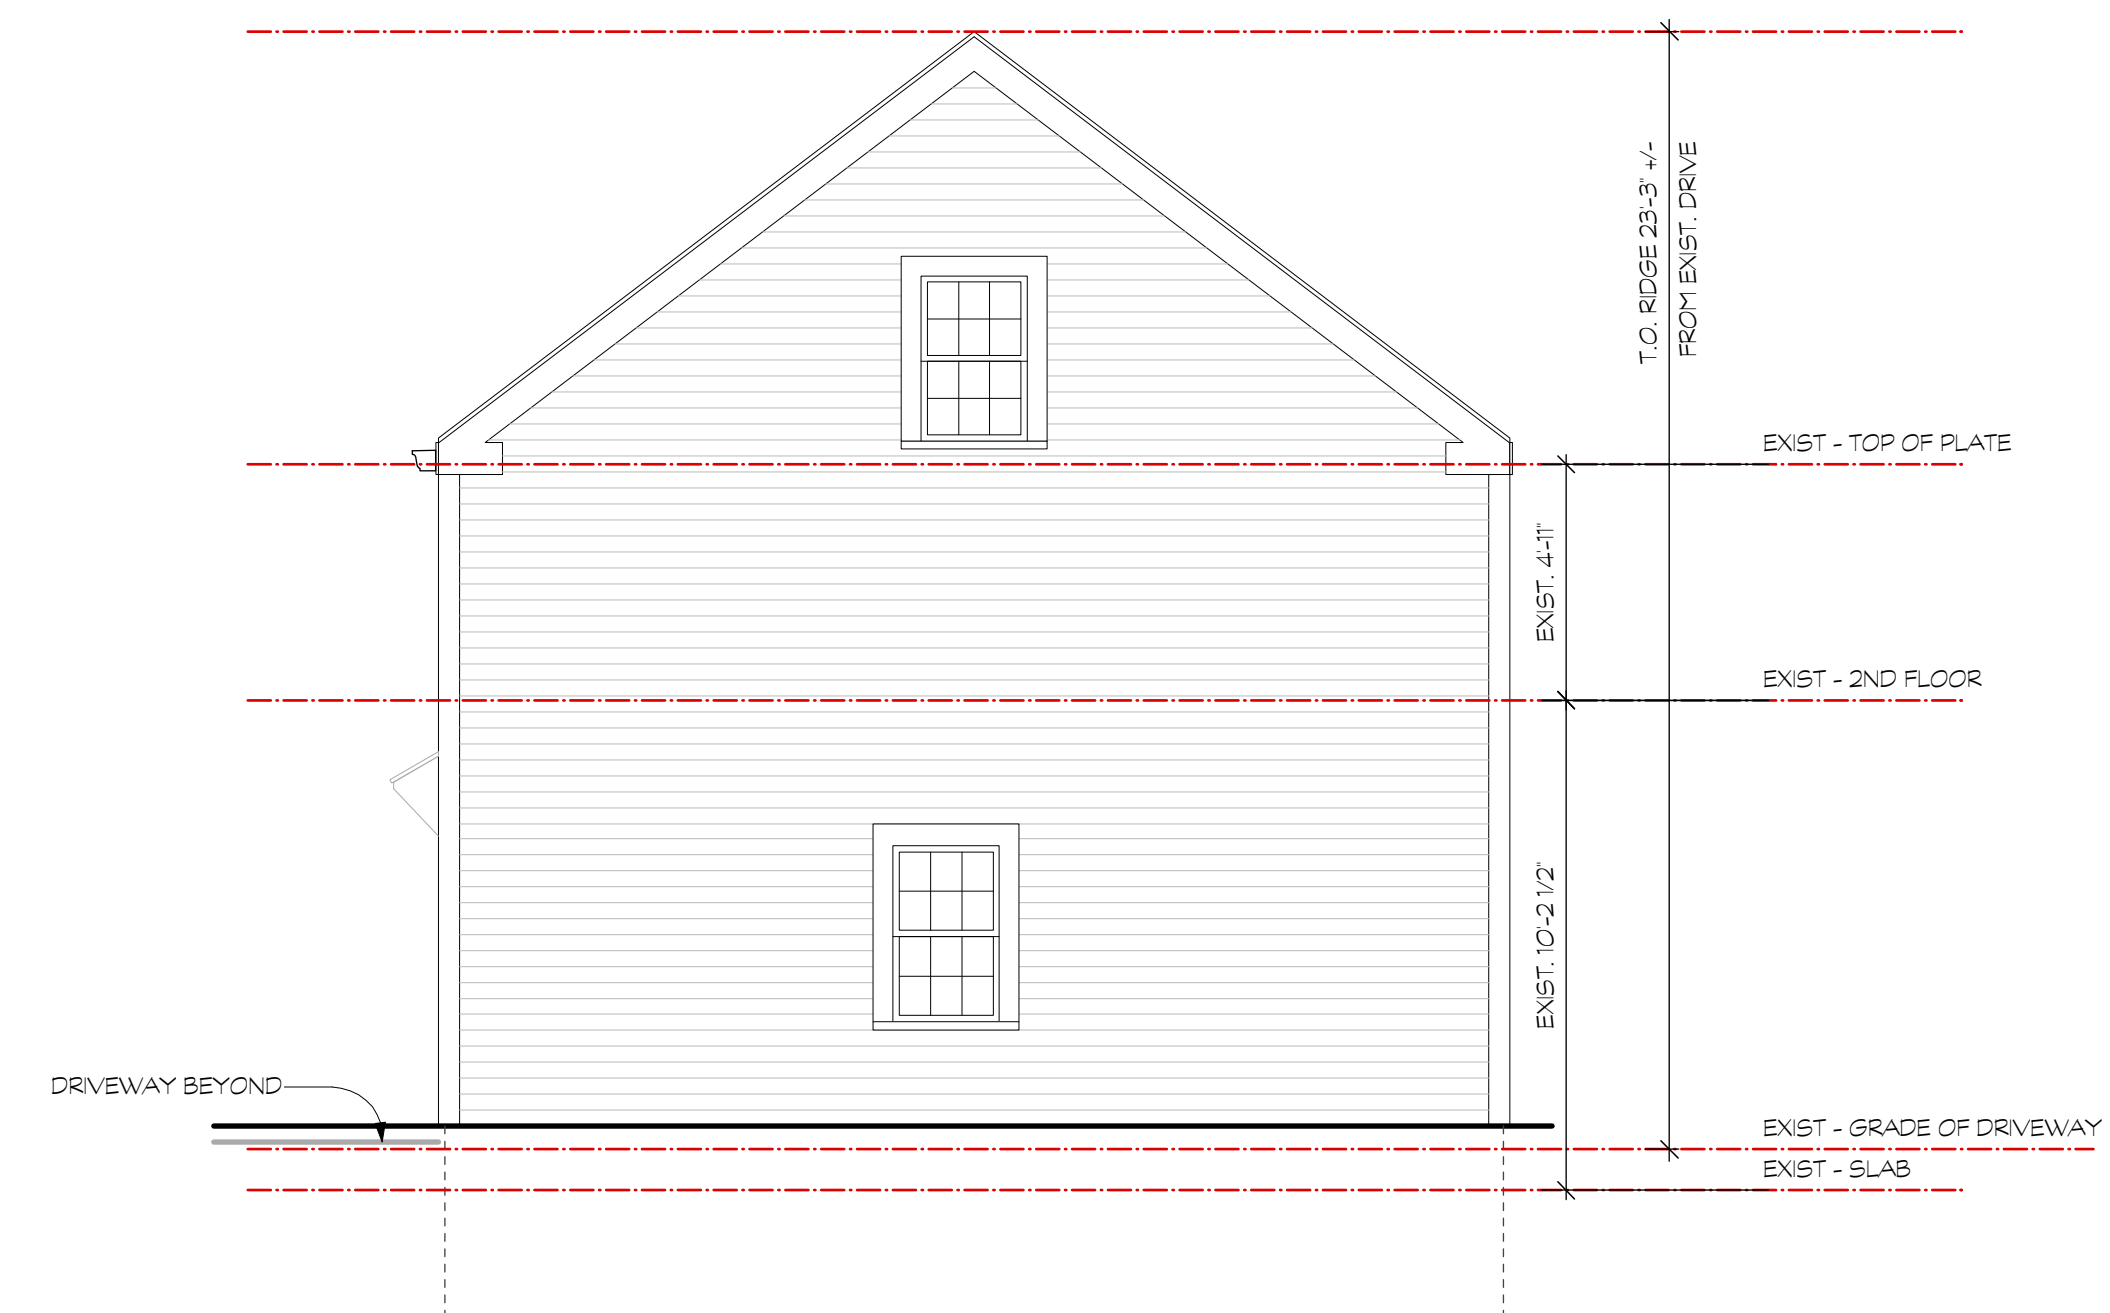 T.O. RIDGE 23'-3" +/-
FROM EXIST. DRIVE
EXIST - TOP OF PLATE
EXIST. 4'-11"
EXIST - 2ND FLOOR
EXIST. 10'-2 1/2"
DRIVEWAY BEYOND
EXIST - GRADE OF DRIVEWAY
EXIST - SLAB